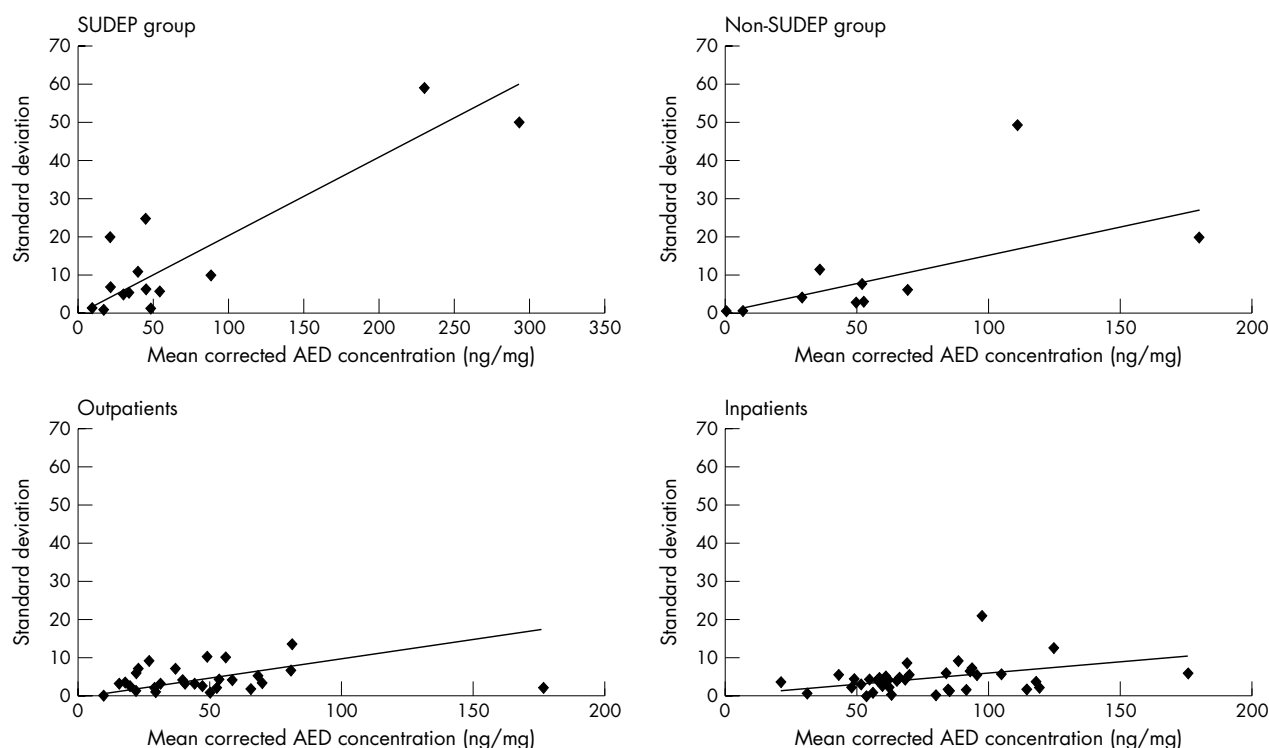 SUDEP group
70
60
50
40
30
20
10
0
Standard deviation
0 50 100 150 200 250 300 350
Mean corrected AED concentration (ng/mg)
Non-SUDEP group
70
60
50
40
30
20
10
0
Standard deviation
0 50 100 150 200
Mean corrected AED concentration (ng/mg)
Outpatients
70
60
50
40
30
20
10
0
Standard deviation
0 50 100 150 200
Mean corrected AED concentration (ng/mg)
Inpatients
70
60
50
40
30
20
10
0
Standard deviation
0 50 100 150 200
Mean corrected AED concentration (ng/mg)